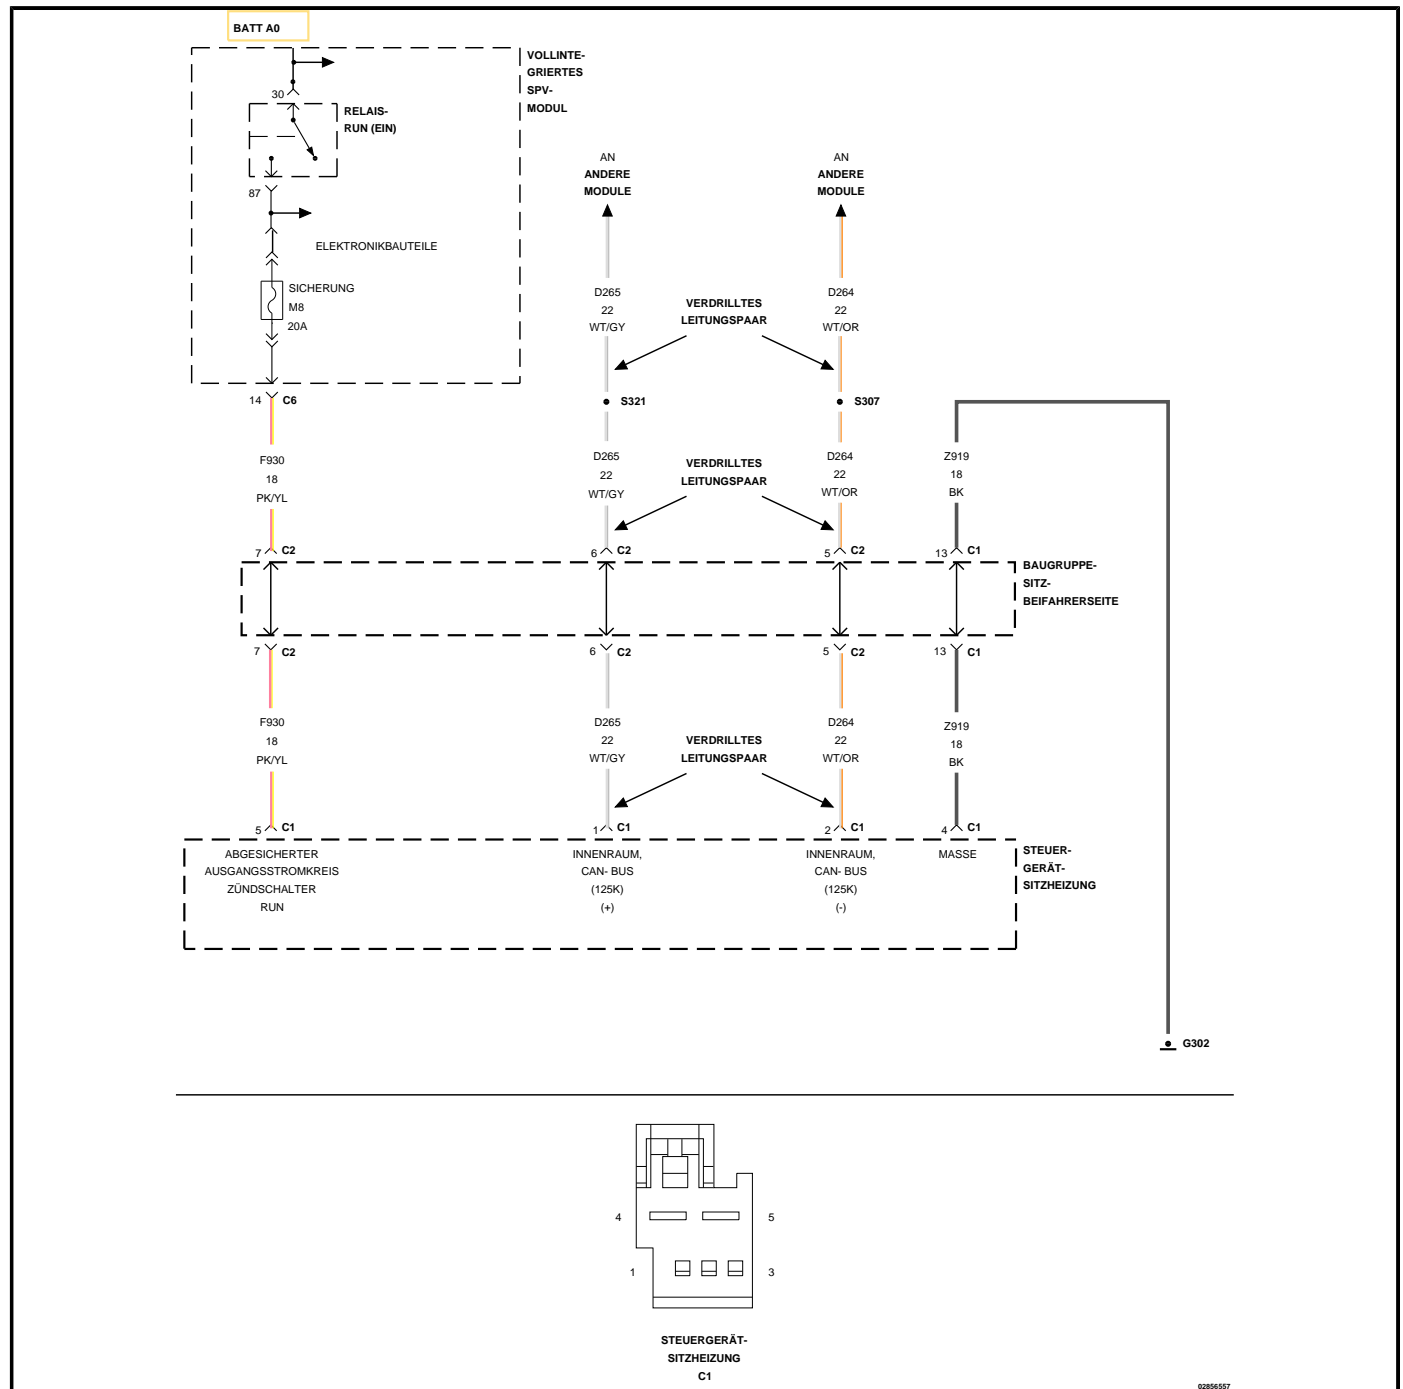 BATT A0
VOLLINTE-
GRIERTES
SPV-
MODUL
30
RELAIS-
RUN (EIN)
87
ELEKTRONIKBAUTEILE
SICHERUNG
M8
20A
14
C6
AN
ANDERE
MODULE
AN
ANDERE
MODULE
D265
22
WT/GY
VERDRILLTES
LEITUNGSPAAR
D264
22
WT/OR
S321
S307
F930
18
PK/YL
D265
22
WT/GY
VERDRILLTES
LEITUNGSPAAR
D264
22
WT/OR
Z919
18
BK
7
C2
6
C2
5
C2
13
C1
BAUGRUPPE-
SITZ-
BEIFAHRERSEITE
7
C2
6
C2
5
C2
13
C1
F930
18
PK/YL
D265
22
WT/GY
VERDRILLTES
LEITUNGSPAAR
D264
22
WT/OR
Z919
18
BK
5
C1
1
C1
2
C1
4
C1
ABGESICHERTER
AUSGANGSSTROMKREIS
ZÜNDSCHALTER
RUN
INNENRAUM,
CAN- BUS
(125K)
(+)
INNENRAUM,
CAN- BUS
(125K)
(-)
MASSE
STEUER-
GERÄT-
SITZHEIZUNG
G302
4
5
1
3
STEUERGERÄT-
SITZHEIZUNG
C1
02856557